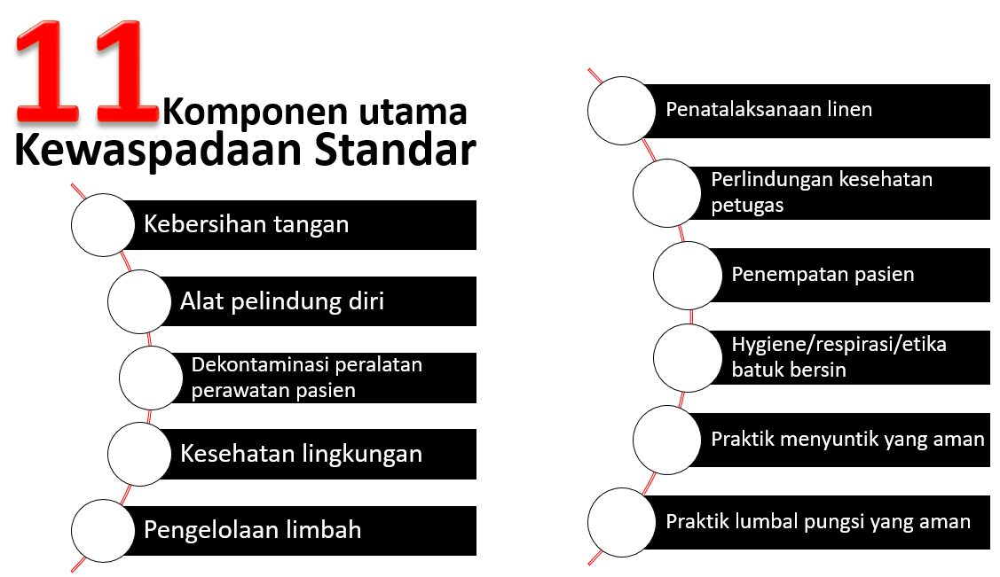 11 Komponen utama
Kewaspadaan Standar
Kebersihan tangan
Alat pelindung diri
Dekontaminasi peralatan
perawatan pasien
Kesehatan lingkungan
Pengelolaan limbah
Penatalaksanaan linen
Perlindungan kesehatan
petugas
Penempatan pasien
Hygiene/respirasi/etika
batuk bersin
Praktik menyuntik yang aman
Praktik lumbal pungsi yang aman